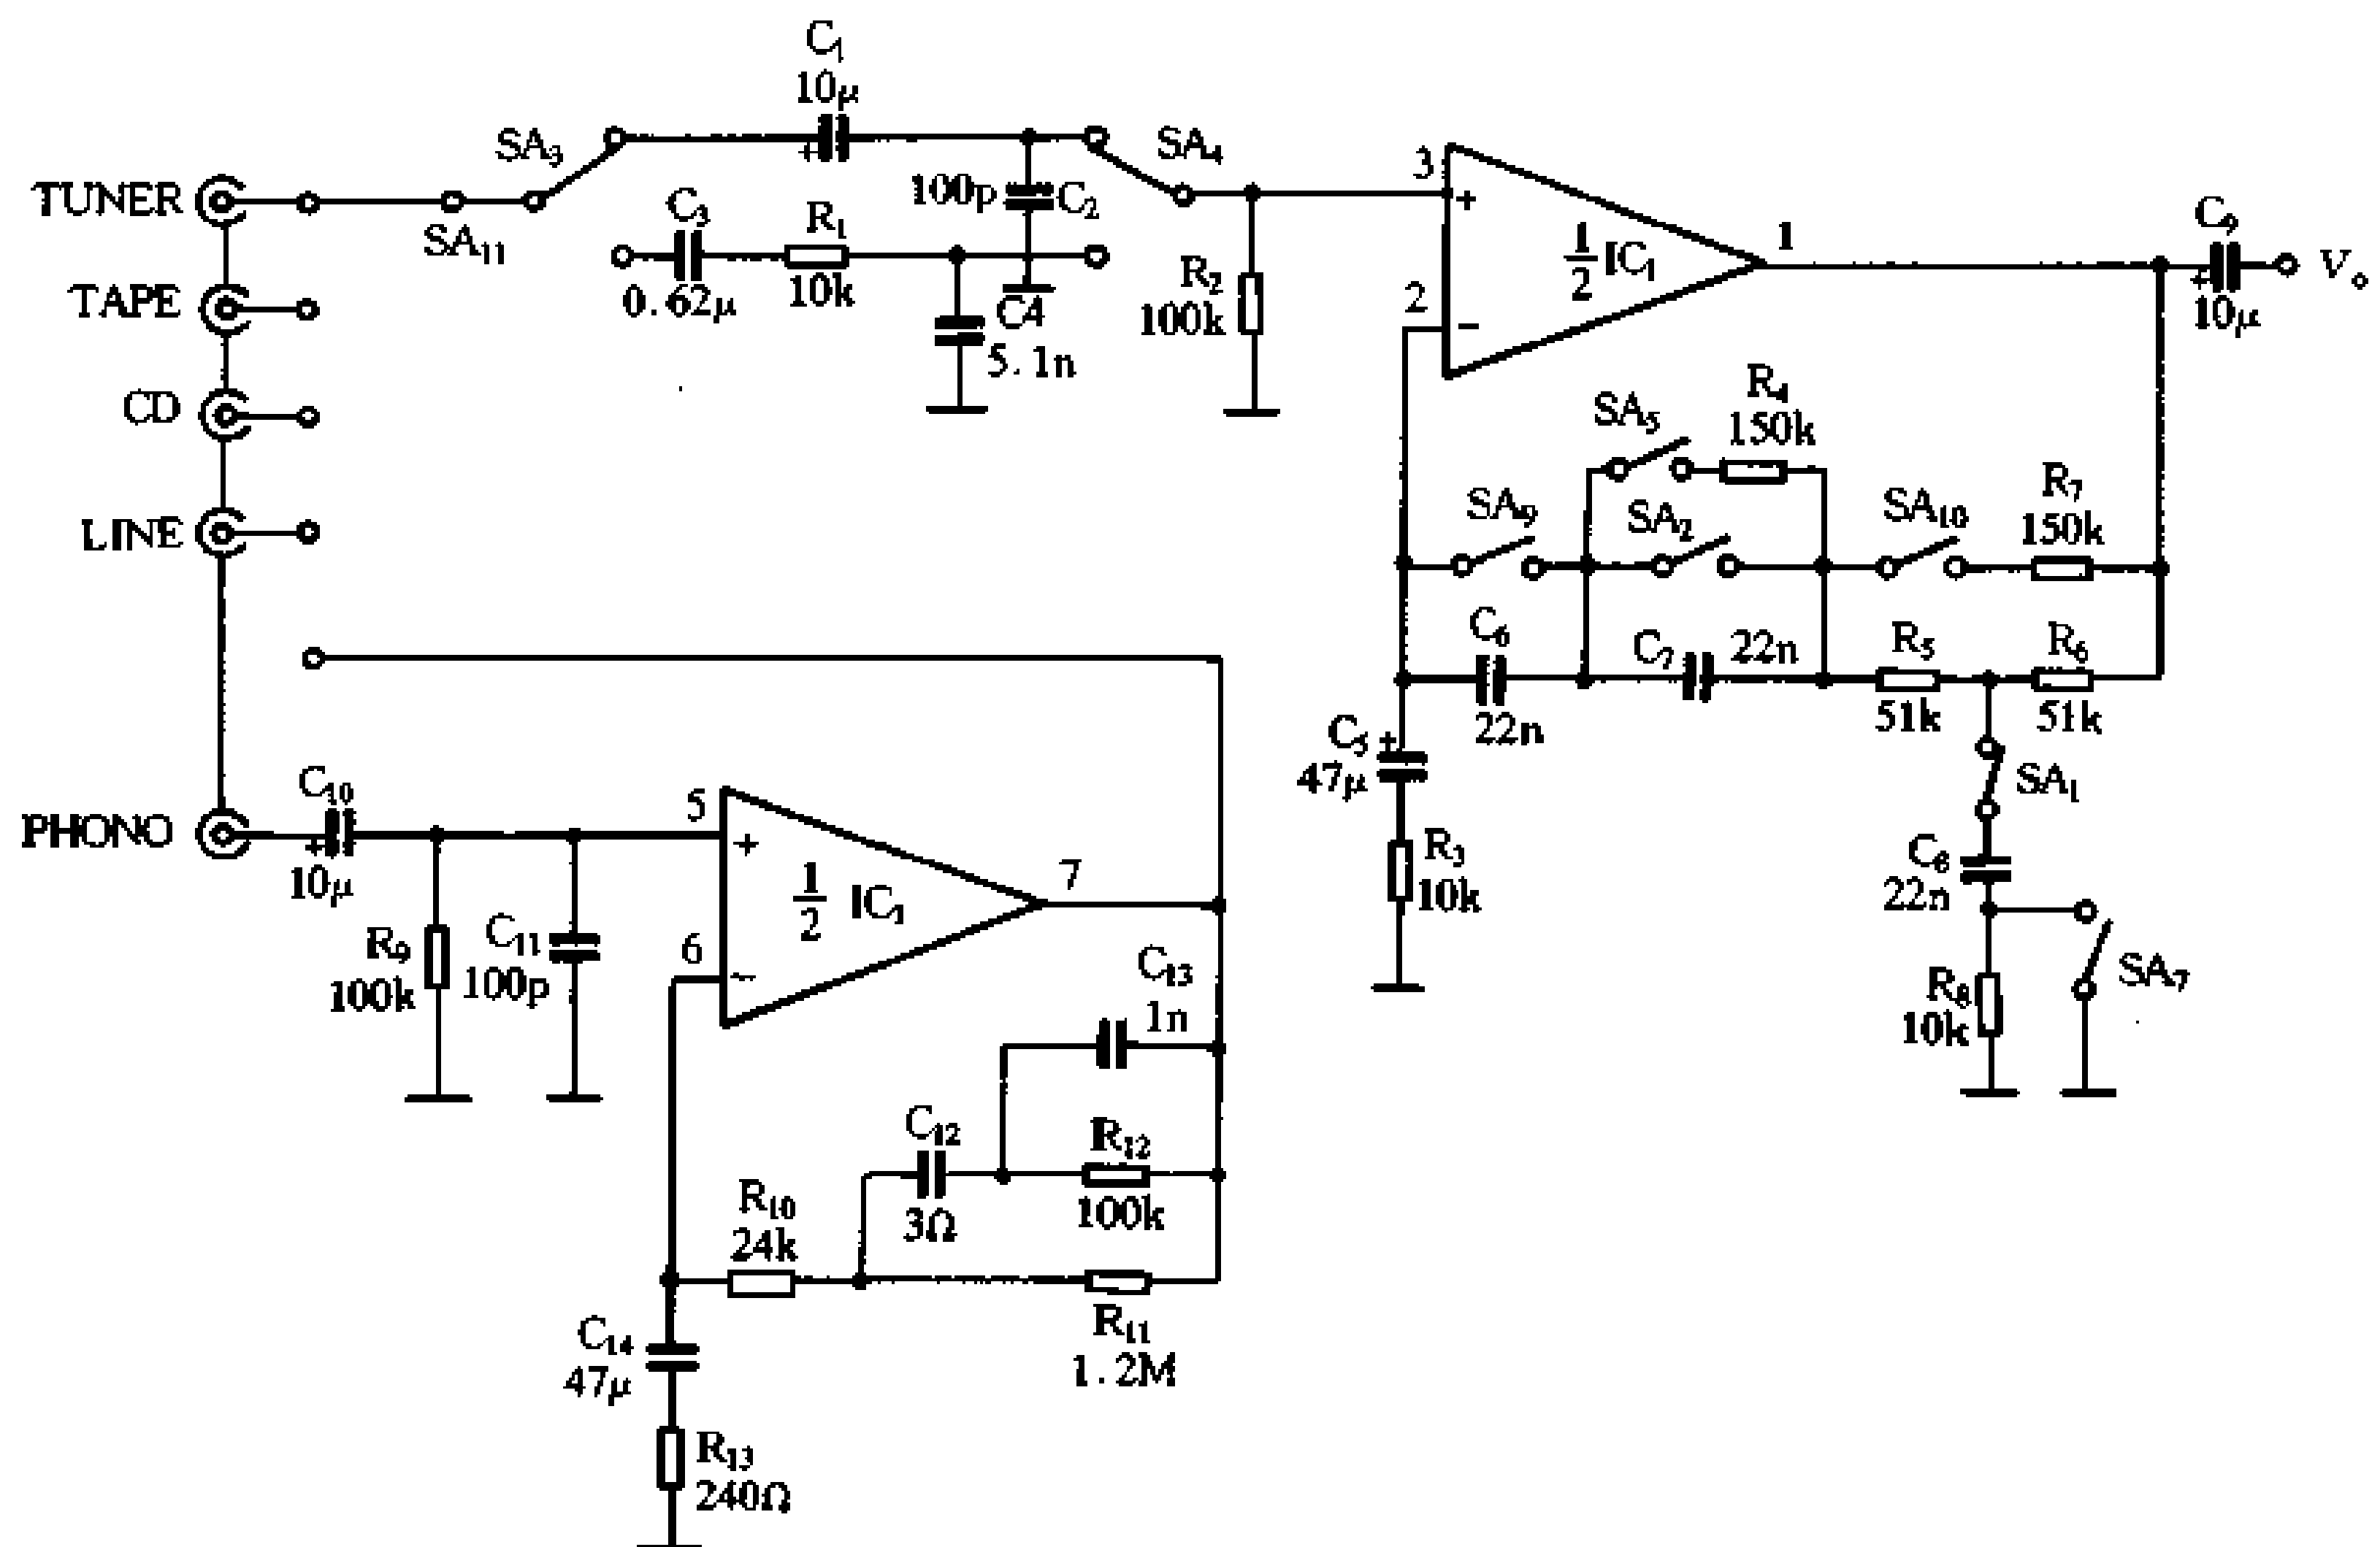 C₁
10μ
SA₃
SA₄
TUNER
SA₁₁
C₃
0.62μ
R₁
10k
100p
C₂
C4
5.1n
R₂
100k
3
+
2
−
1/2 IC₁
1
C₉
+
10μ
Vₒ
TAPE
CD
LINE
SA₅
R₄
150k
SA₉
SA₂
SA₁₀
R₇
150k
C₆
22n
C₇
22n
R₅
51k
R₆
51k
C₅
+
47μ
R₃
10k
SA₁
22n
R₈
10k
SA₇
PHONO
C₁₀
+
10μ
R₉
100k
C₁₁
100p
5
+
6
−
1/2 IC₁
7
C₁₃
1n
C₁₂
3Ω
R₁₂
100k
R₁₀
24k
R₁₁
1.2M
C₁₄
47μ
R₁₃
240Ω